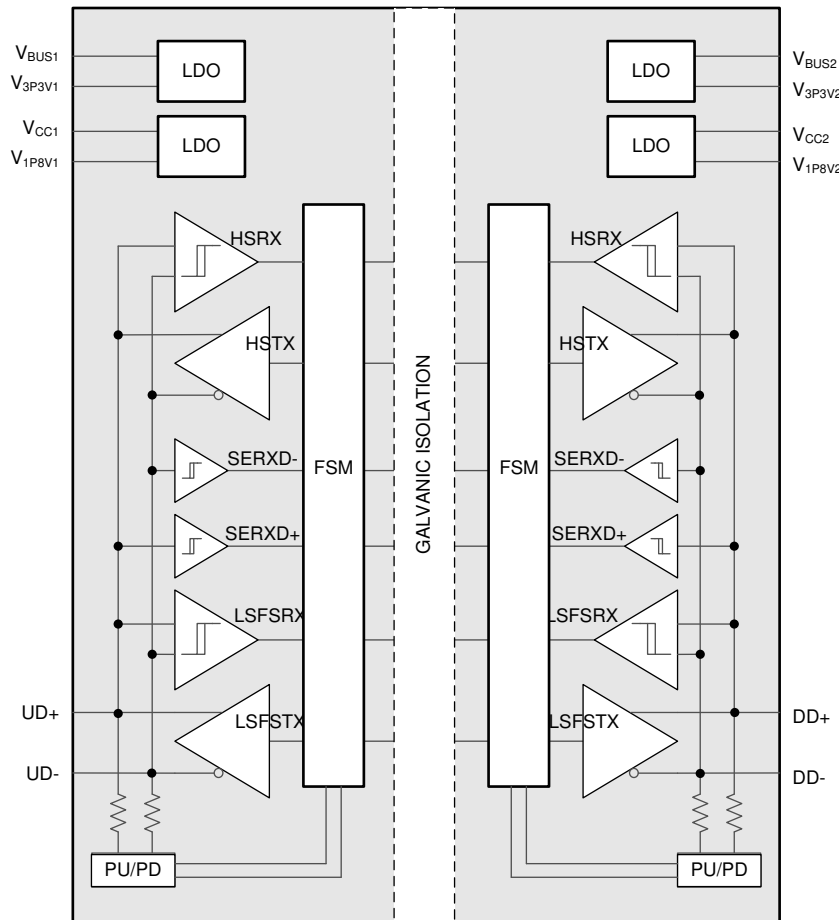 VBUS1
V3P3V1
VCC1
V1P8V1
LDO
LDO
HSRX
HSTX
SERXD-
SERXD+
LSFSRX
LSFSTX
UD+
UD-
PU/PD
FSM
GALVANIC ISOLATION
FSM
LDO
LDO
VBUS2
V3P3V2
VCC2
V1P8V2
HSRX
HSTX
SERXD-
SERXD+
LSFSRX
LSFSTX
DD+
DD-
PU/PD